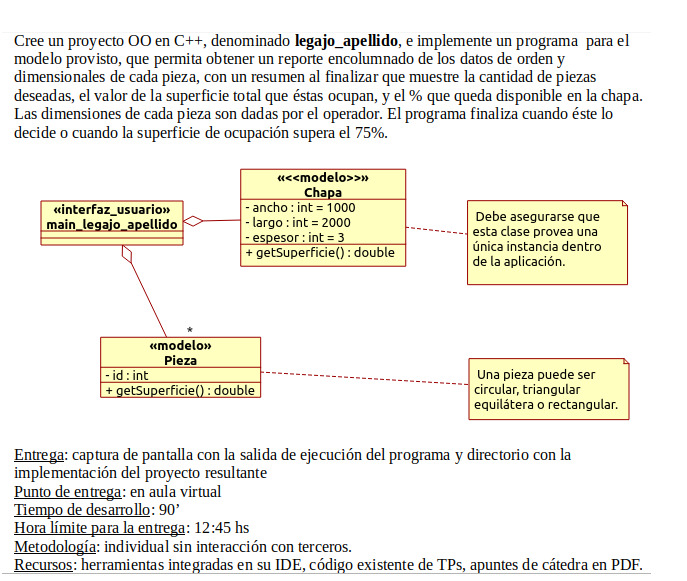 Cree un proyecto OO en C++, denominado legajo_apellido, e implemente un programa para el
modelo provisto, que permita obtener un reporte encolumnado de los datos de orden y
dimensionales de cada pieza, con un resumen al finalizar que muestre la cantidad de piezas
deseadas, el valor de la superficie total que éstas ocupan, y el % que queda disponible en la chapa.
Las dimensiones de cada pieza son dadas por el operador. El programa finaliza cuando éste lo
decide o cuando la superficie de ocupación supera el 75%.
«<<modelo>>»
Chapa
- ancho : int = 1000
- largo : int = 2000
- espesor : int = 3
+ getSuperficie() : double
«interfaz_usuario»
main_legajo_apellido
Debe asegurarse que
esta clase provea una
única instancia dentro
de la aplicación.
*
«modelo»
Pieza
- id : int
+ getSuperficie() : double
Una pieza puede ser
circular, triangular
equilátera o rectangular.
Entrega: captura de pantalla con la salida de ejecución del programa y directorio con la
implementación del proyecto resultante
Punto de entrega: en aula virtual
Tiempo de desarrollo: 90’
Hora límite para la entrega: 12:45 hs
Metodología: individual sin interacción con terceros.
Recursos: herramientas integradas en su IDE, código existente de TPs, apuntes de cátedra en PDF.